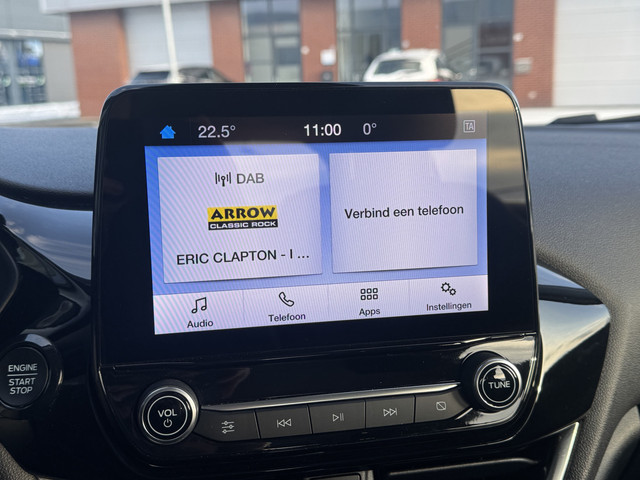 22.5° 11:00 0° TA
DAB
ARROW
CLASSIC ROCK
ERIC CLAPTON - I ...
Verbind een telefoon
Audio
Telefoon
Apps
Instellingen
ENGINE
START
STOP
VOL
TUNE